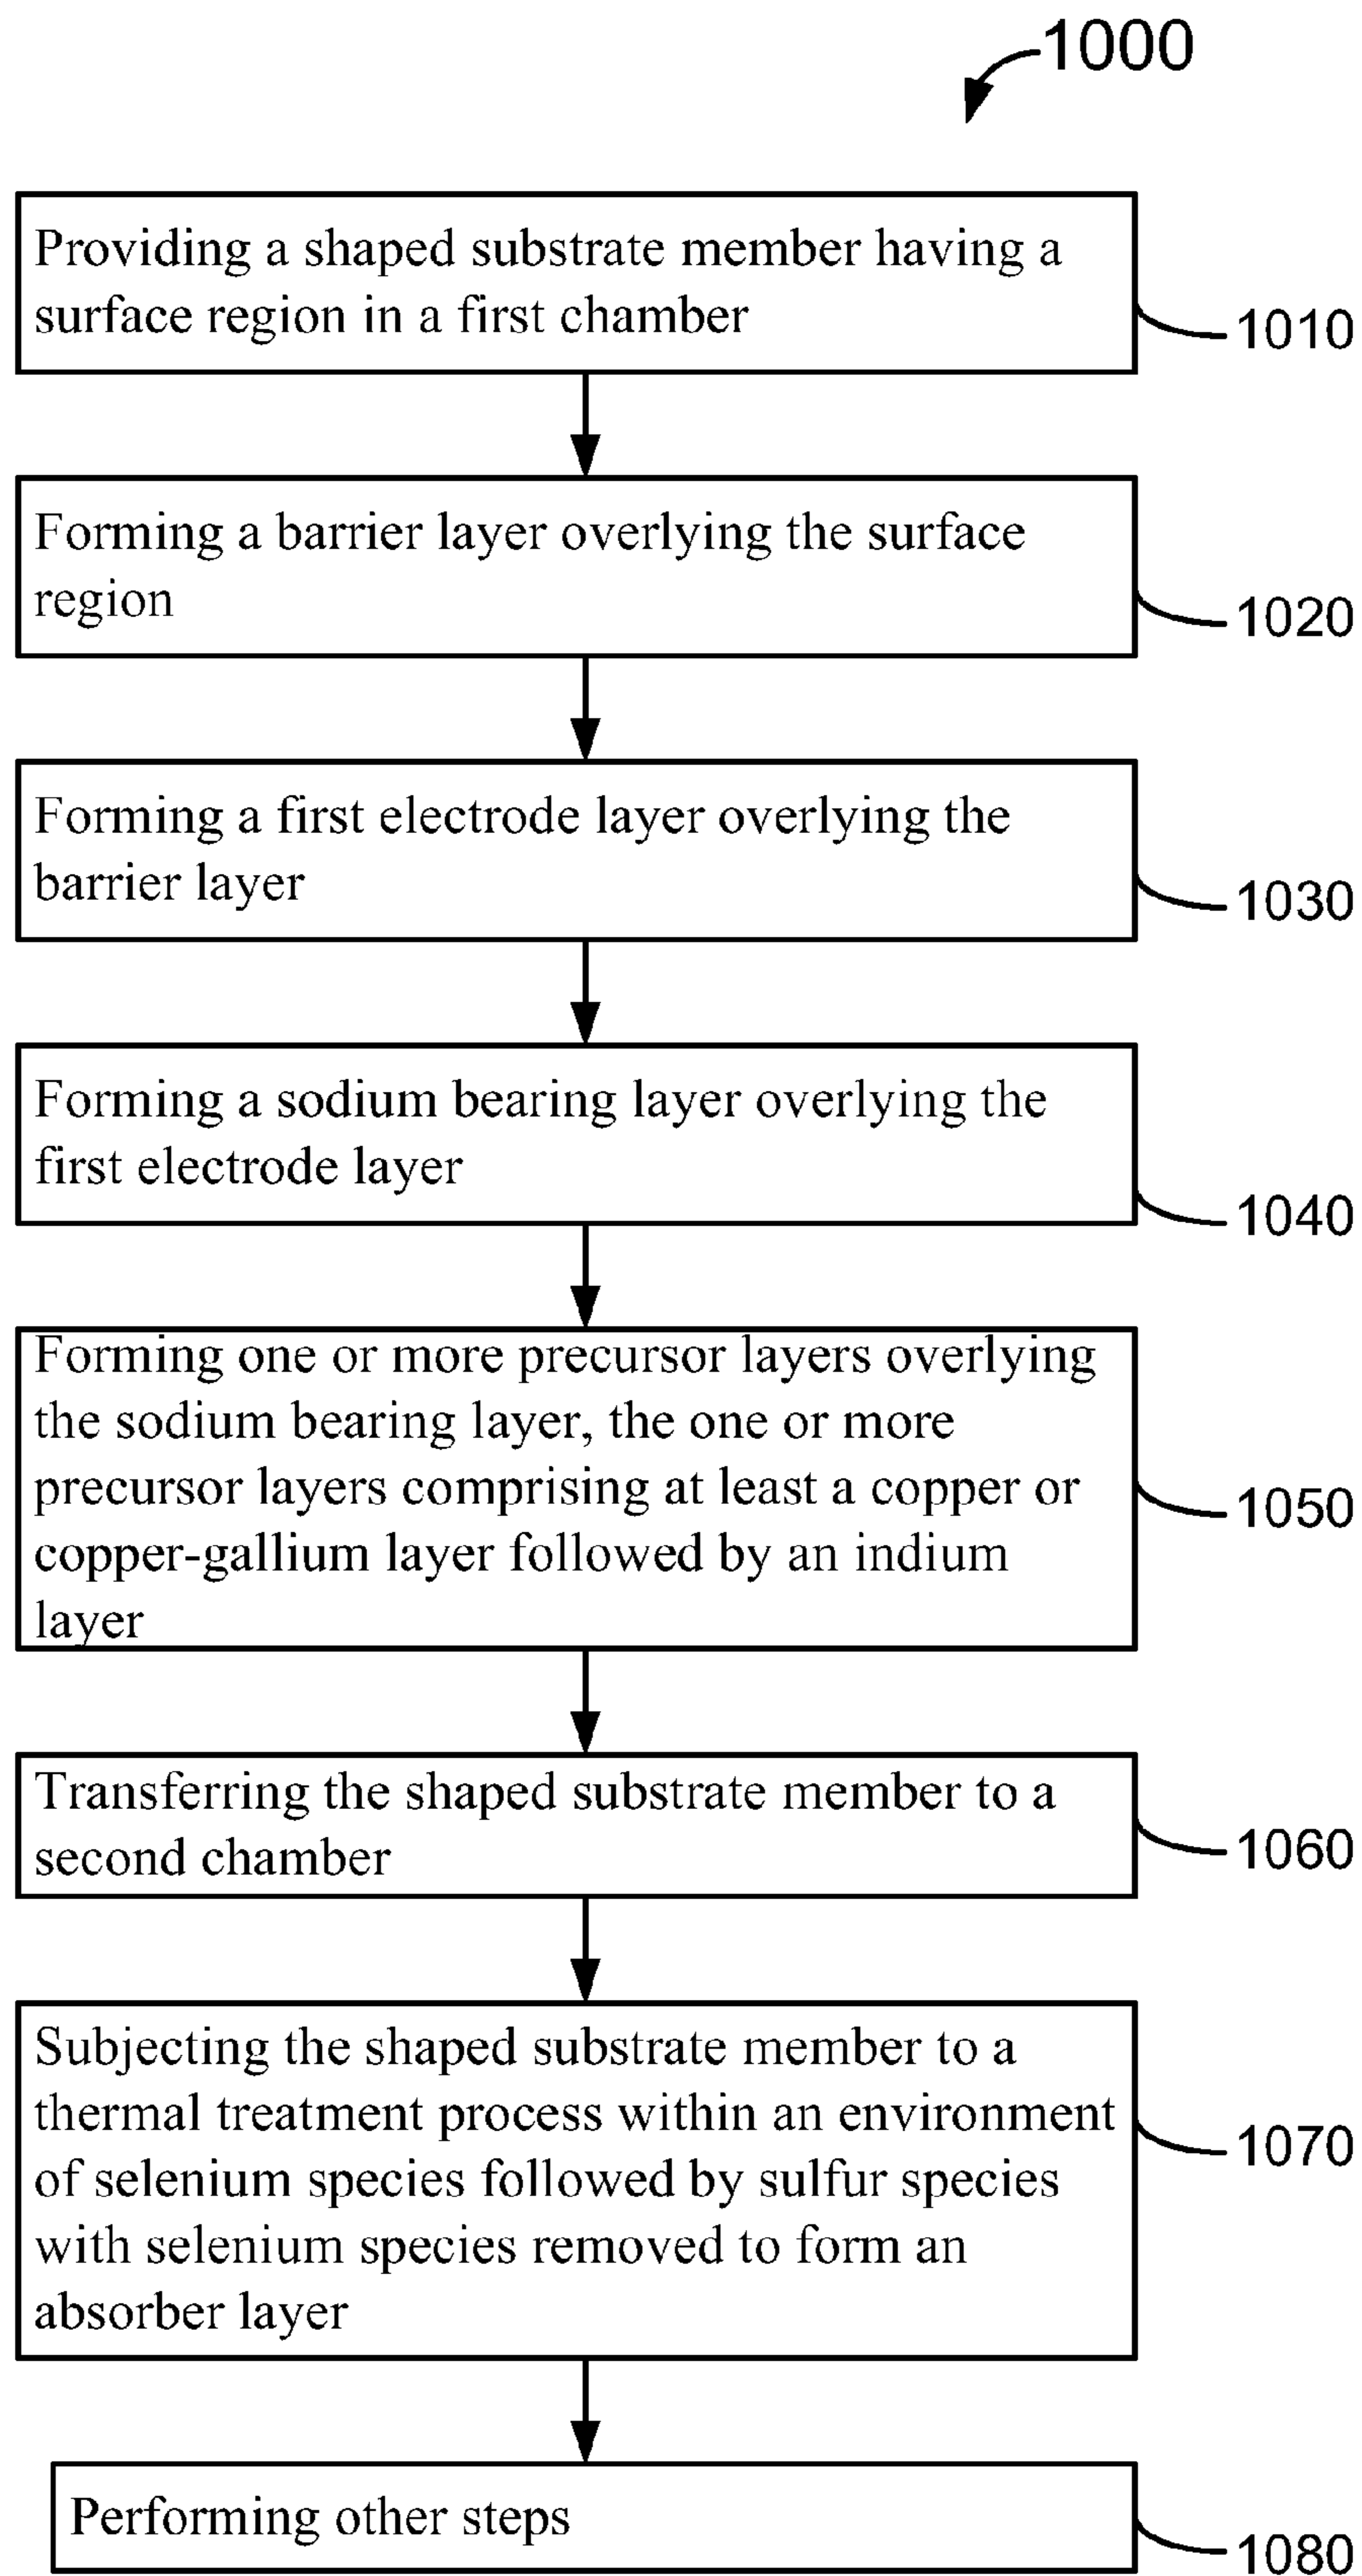 1000
Providing a shaped substrate member having a
surface region in a first chamber
1010
Forming a barrier layer overlying the surface
region
1020
Forming a first electrode layer overlying the
barrier layer
1030
Forming a sodium bearing layer overlying the
first electrode layer
1040
Forming one or more precursor layers overlying
the sodium bearing layer, the one or more
precursor layers comprising at least a copper or
copper-gallium layer followed by an indium
layer
1050
Transferring the shaped substrate member to a
second chamber
1060
Subjecting the shaped substrate member to a
thermal treatment process within an environment
of selenium species followed by sulfur species
with selenium species removed to form an
absorber layer
1070
Performing other steps
1080